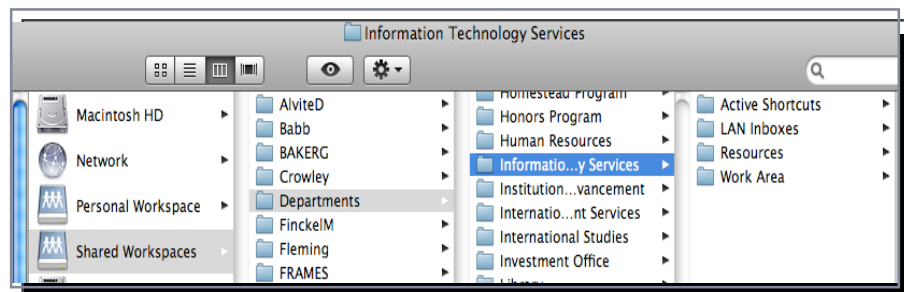 Information Technology Services
Macintosh HD
Network
Personal Workspace
Shared Workspaces
AlviteD
Babb
BAKERG
Crowley
Departments
FinckelM
Fleming
FRAMES
Homestead Program
Honors Program
Human Resources
Informatio...y Services
Institution...vancement
Internatio...nt Services
International Studies
Investment Office
Library
Active Shortcuts
LAN Inboxes
Resources
Work Area